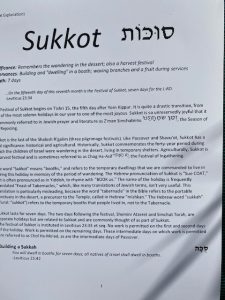 Sukkot סוכות
Remember the wandering in the desert; also a harvest festival
Building and "dwelling" in a booth; waving branches and a fruit during services
7 days
...On the fifteenth day of this seventh month is the Festival of Sukkot, seven days for the L-RD.
Leviticus 23:34
Festival of Sukkot begins on Tishri 15, the fifth day after Yom Kippur. It is quite a drastic transition, from
of the most solemn holidays in our year to one of the most joyous. Sukkot is so unreservedly joyful that it
commonly referred to in Jewish prayer and literature as Z'man Simchateinu, the Season of
Rejoicing.
is the last of the Shalosh R'galim (three pilgrimage festivals). Like Passover and Shavu'ot, Sukkot has a
significance: historical and agricultural. Historically, Sukkot commemorates the forty-year period during
the children of Israel were wandering in the desert, living in temporary shelters. Agriculturally, Sukkot is
harvest festival and is sometimes referred to as Chag Ha-Asif, the Festival of Ingathering.
word "Sukkot" means "booths," and refers to the temporary dwellings that we are commanded to live in
during this holiday in memory of the period of wandering. The Hebrew pronunciation of Sukkot is "Sue COAT,"
is often pronounced as in Yiddish, to rhyme with "BOOK us." The name of the holiday is frequently
translated "Feast of Tabernacles," which, like many translations of Jewish terms, isn't very useful. This
translation is particularly misleading, because the word "tabernacle" in the Bible refers to the portable
Sanctuary in the desert, a precursor to the Temple, called in Hebrew "mishkan." The Hebrew word "sukkah"
plural: "sukkot" refers to the temporary booths that people lived in, not to the Tabernacle.
Sukkot lasts for seven days. The two days following the festival, Shemini Atzeret and Simchat Torah, are
separate holidays but are related to Sukkot and are commonly thought of as part of Sukkot.
The festival of Sukkot is instituted in Leviticus 23:33 et seq. No work is permitted on the first and second days
of the holiday. Work is permitted on the remaining days. These intermediate days on which work is permitted
are referred to as Chol Ha-Mo'ed, as are the intermediate days of Passover.
Building a Sukkah סוכה
You will dwell in booths for seven days; all natives of Israel shall dwell in booths.
Leviticus 23:42
1